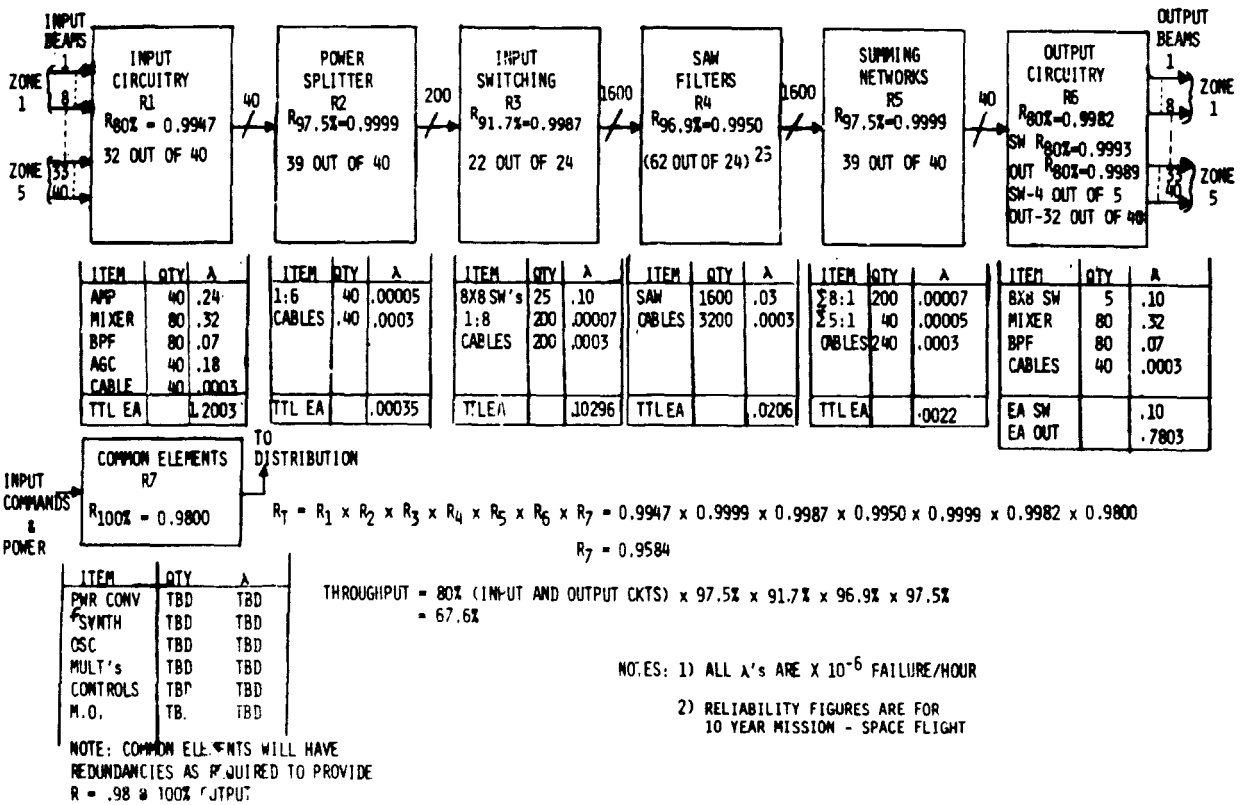 INPUT
BEAMS
ZONE
1
1
8
ZONE
5
33
40
INPUT
CIRCUITRY
R1
R80% = 0.9947
32 OUT OF 40
40
POWER
SPLITTER
R2
R97.5%=0.9999
39 OUT OF 40
200
INPUT
SWITCHING
R3
R91.7%=0.9987
22 OUT OF 24
1600
SAW
FILTERS
R4
R96.9%=0.9950
(62 OUT OF 24) 25
1600
SUMMING
NETWORKS
R5
R97.5%=0.9999
39 OUT OF 40
40
OUTPUT
CIRCUITRY
R6
R80%=0.9982
SW R80%=0.9993
OUT R80%=0.9989
SW-4 OUT OF 5
OUT-32 OUT OF 40
OUTPUT
BEAMS
1
8
ZONE
1
33
40
ZONE
5
ITEM QTY λ
AMP 40 .24
MIXER 80 .32
BPF 80 .07
AGC 40 .18
CABLE 40 .0003
TTL EA 1.2003
ITEM QTY λ
1:6 40 .00005
CABLES .40 .0003
TTL EA .00035
ITEM QTY λ
8X8 SW's 25 .10
1:8 200 .00007
CABLES 200 .0003
TTLEA .10296
ITEM QTY λ
SAW 1600 .03
CABLES 3200 .0003
TTL EA .0206
ITEM QTY λ
Σ8:1 200 .00007
Σ5:1 40 .00005
CABLES 240 .0003
TTL EA .0022
ITEM QTY λ
8X8 SW 5 .10
MIXER 80 .32
BPF 80 .07
CABLES 40 .0003
EA SW .10
EA OUT .7803
INPUT
COMMANDS
&
POWER
COMMON ELEMENTS
R7
R100% = 0.9800
TO
DISTRIBUTION
RT = R1 x R2 x R3 x R4 x R5 x R6 x R7 = 0.9947 x 0.9999 x 0.9987 x 0.9950 x 0.9999 x 0.9982 x 0.9800
R7 = 0.9584
ITEM QTY λ
PWR CONV TBD TBD
fSYNTH TBD TBD
OSC TBD TBD
MULT's TBD TBD
CONTROLS TBD TBD
M.O. TB. TBD
THROUGHPUT = 80% (INPUT AND OUTPUT CKTS) x 97.5% x 91.7% x 96.9% x 97.5%
= 67.6%
NOTES: 1) ALL λ's ARE X 10-6 FAILURE/HOUR
2) RELIABILITY FIGURES ARE FOR
10 YEAR MISSION - SPACE FLIGHT
NOTE: COMMON ELEMENTS WILL HAVE
REDUNDANCIES AS REQUIRED TO PROVIDE
R = .98 @ 100% OUTPUT